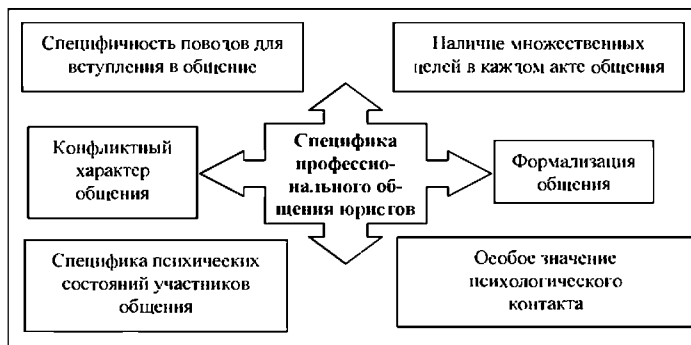 Специфичность поводов для
вступления в общение
Наличие множественных
целей в каждом акте общения
Конфликтный
характер
общения
Специфика
профессио-
нального об-
щения юристов
Формализация
общения
Специфика психических
состояний участников
общения
Особое значение
психологического
контакта